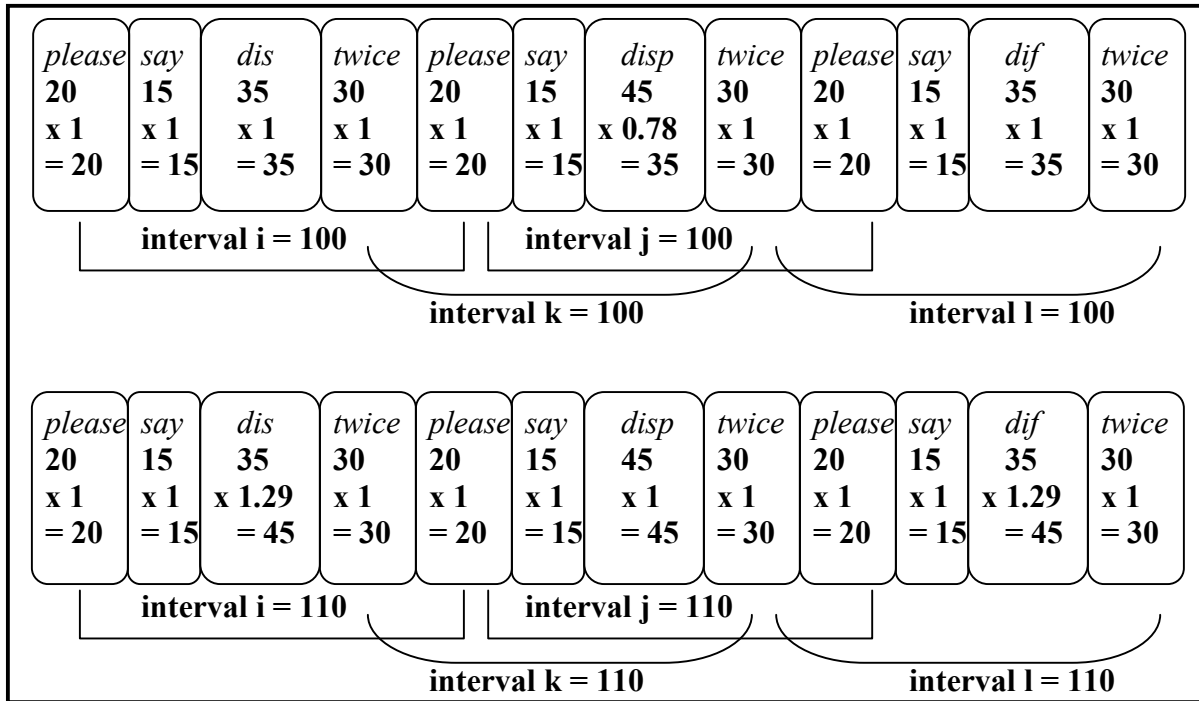 please say dis twice please say disp twice please say dif twice
20 15 35 30 20 15 45 30 20 15 35 30
x 1 x 1 x 1 x 1 x 1 x 1 x 0.78 x 1 x 1 x 1 x 1 x 1
= 20 = 15 = 35 = 30 = 20 = 15 = 35 = 30 = 20 = 15 = 35 = 30
interval i = 100 interval j = 100
interval k = 100 interval l = 100
please say dis twice please say disp twice please say dif twice
20 15 35 30 20 15 45 30 20 15 35 30
x 1 x 1 x 1.29 x 1 x 1 x 1 x 1 x 1 x 1 x 1 x 1.29 x 1
= 20 = 15 = 45 = 30 = 20 = 15 = 45 = 30 = 20 = 15 = 45 = 30
interval i = 110 interval j = 110
interval k = 110 interval l = 110